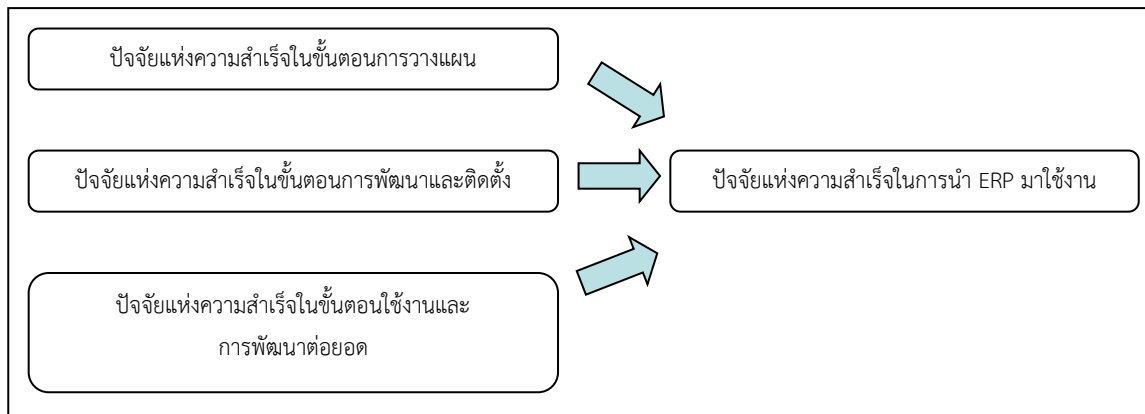 ปัจจัยแห่งความสำเร็จในขั้นตอนการวางแผน
ปัจจัยแห่งความสำเร็จในขั้นตอนการพัฒนาและติดตั้ง
ปัจจัยแห่งความสำเร็จในการนำ ERP มาใช้งาน
ปัจจัยแห่งความสำเร็จในขั้นตอนใช้งานและ
การพัฒนาต่อยอด